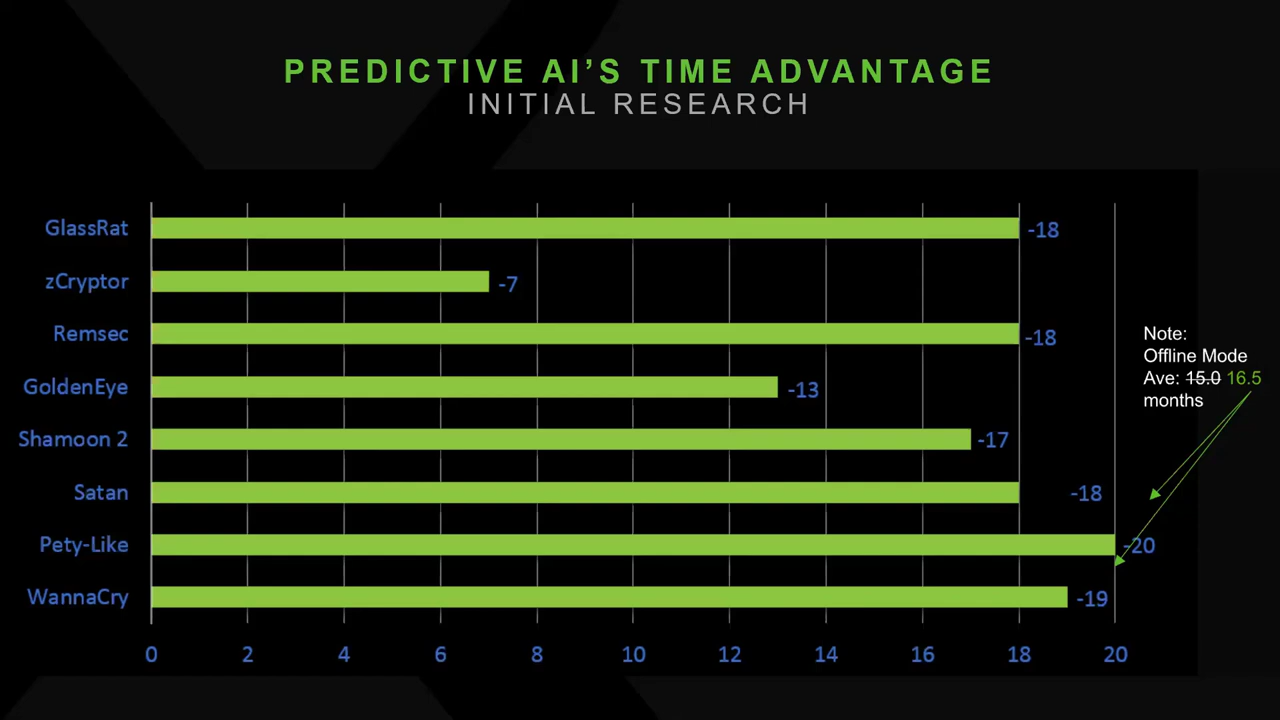 PREDICTIVE AI’S TIME ADVANTAGE
INITIAL RESEARCH
GlassRat
-18
zCryptor
-7
Remsec
-18
GoldenEye
-13
Shamoon 2
-17
Satan
-18
Pety-Like
-20
WannaCry
-19
0 2 4 6 8 10 12 14 16 18 20
Note:
Offline Mode
Ave: 15.0 16.5
months